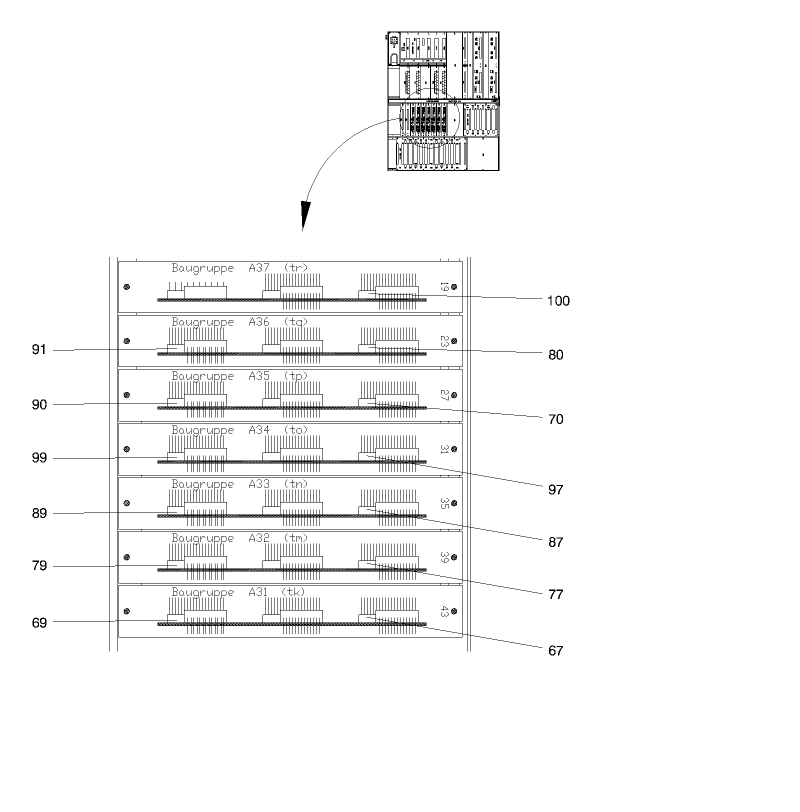 Baugruppe A37 (tr)
19
100
Baugruppe A36 (tq)
23
91
80
Baugruppe A35 (tp)
27
90
70
Baugruppe A34 (to)
31
99
97
Baugruppe A33 (tn)
35
89
87
Baugruppe A32 (tm)
39
79
77
Baugruppe A31 (tk)
43
69
67